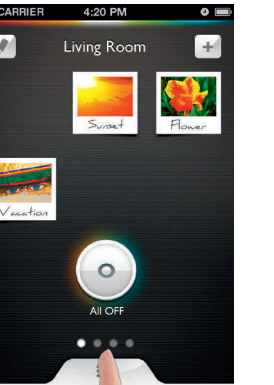 CARRIER 4:20 PM
Living Room
+
Sunset
Flower
Vacation
All OFF